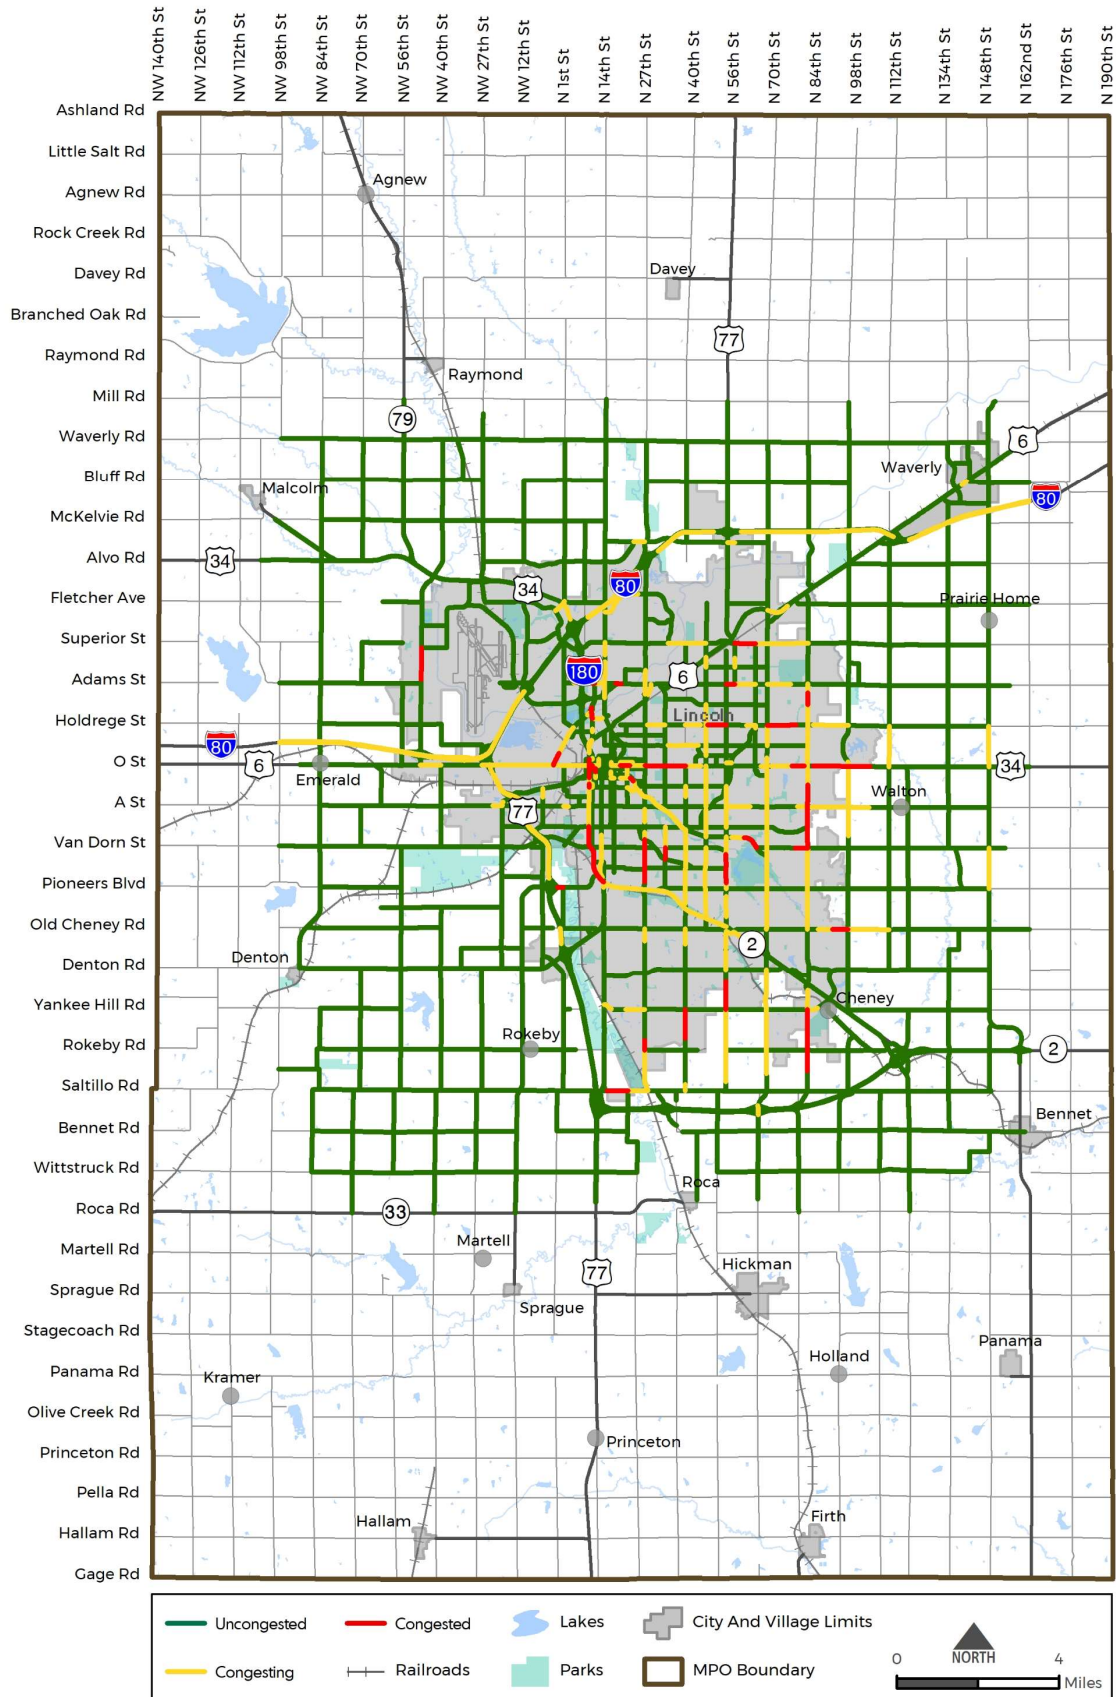 NW 140th St
NW 126th St
NW 112th St
NW 98th St
NW 84th St
NW 70th St
NW 56th St
NW 40th St
NW 27th St
NW 12th St
N 1st St
N 14th St
N 27th St
N 40th St
N 56th St
N 70th St
N 84th St
N 98th St
N 112th St
N 134th St
N 148th St
N 162nd St
N 176th St
N 190th St
Ashland Rd
Little Salt Rd
Agnew Rd
Agnew
Rock Creek Rd
Davey Rd
Davey
Branched Oak Rd
77
Raymond Rd
Raymond
Mill Rd
79
Waverly Rd
6
Waverly
Bluff Rd
Malcolm
80
McKelvie Rd
Alvo Rd
34
34
80
Fletcher Ave
Prairie Home
Superior St
180
6
Adams St
Lincoln
Holdrege St
80
O St
6
Emerald
34
Walton
A St
77
Van Dorn St
Pioneers Blvd
Old Cheney Rd
2
Denton
Denton Rd
Cheney
Yankee Hill Rd
Rokeby
Rokeby Rd
2
Saltillo Rd
Bennet
Bennet Rd
Wittstruck Rd
Roca
Roca Rd
33
Martell
Martell Rd
77
Hickman
Sprague Rd
Sprague
Stagecoach Rd
Panama
Holland
Panama Rd
Kramer
Olive Creek Rd
Princeton
Princeton Rd
Pella Rd
Hallam
Firth
Hallam Rd
Gage Rd
Uncongested
Congested
Lakes
City And Village Limits
Congesting
Railroads
Parks
MPO Boundary
NORTH
0 4
Miles